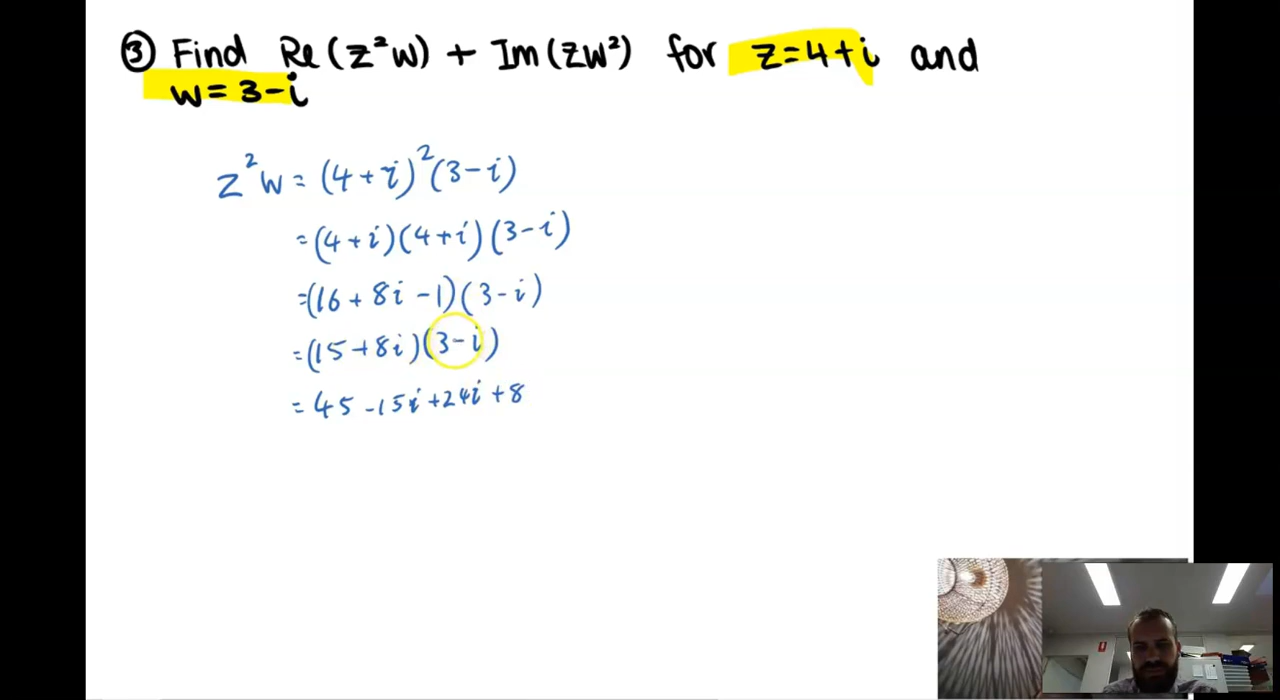 ③ Find Re(z²w) + Im(zw²) for z=4+i and
w=3-i
z²w = (4+i)²(3-i)
=(4+i)(4+i)(3-i)
=(16+8i-1)(3-i)
=(15+8i)(3-i)
= 45 -15i +24i +8